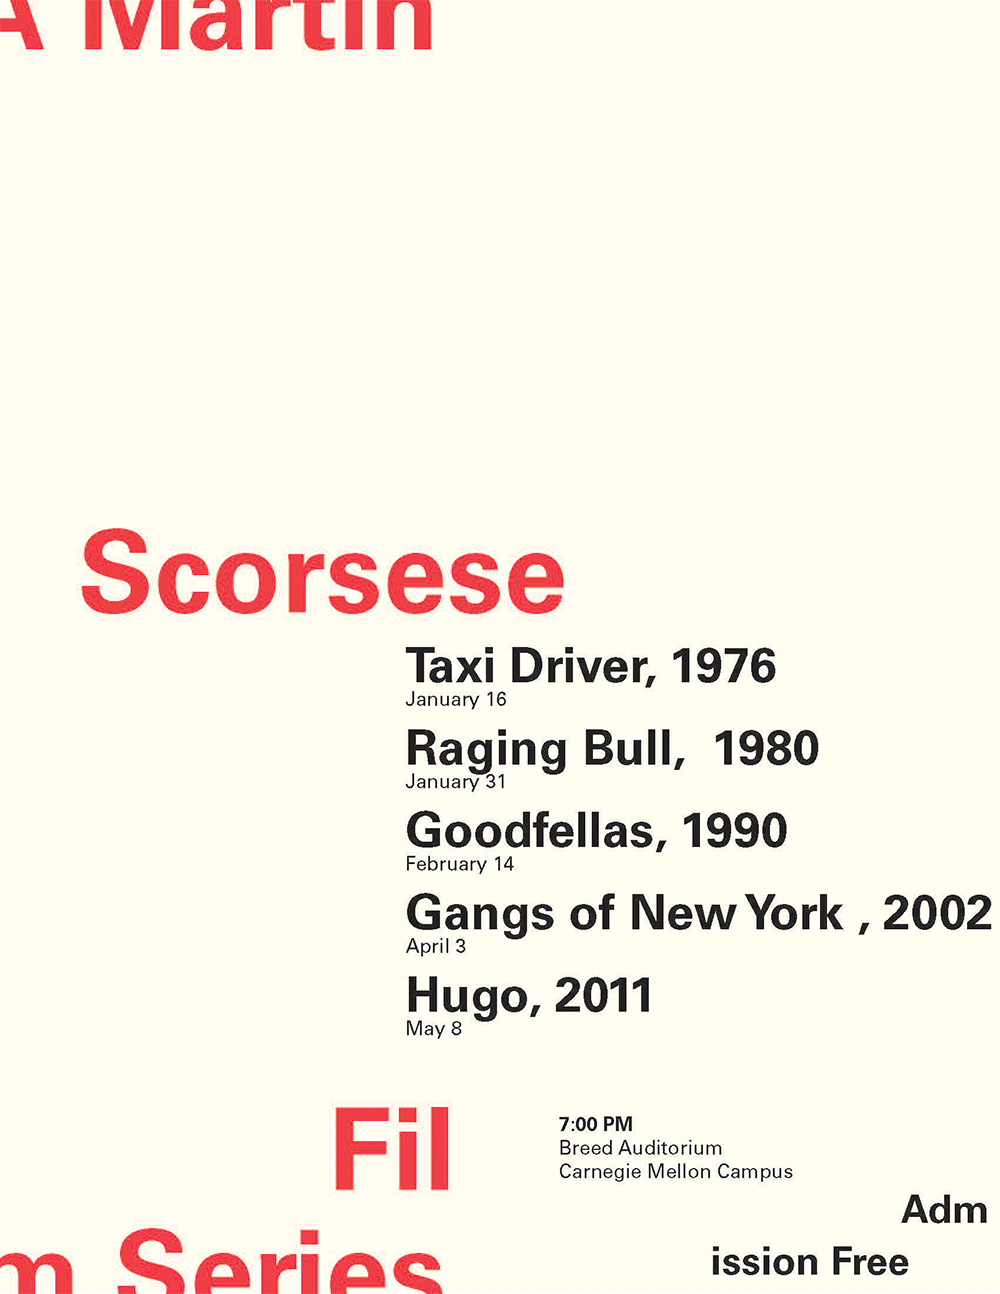 A Martin
Scorsese
Taxi Driver, 1976
January 16
Raging Bull,  1980
January 31
Goodfellas, 1990
February 14
Gangs of New York , 2002
April 3
Hugo, 2011
May 8
Fil
m Series
7:00 PM
Breed Auditorium
Carnegie Mellon Campus
Adm
ission Free